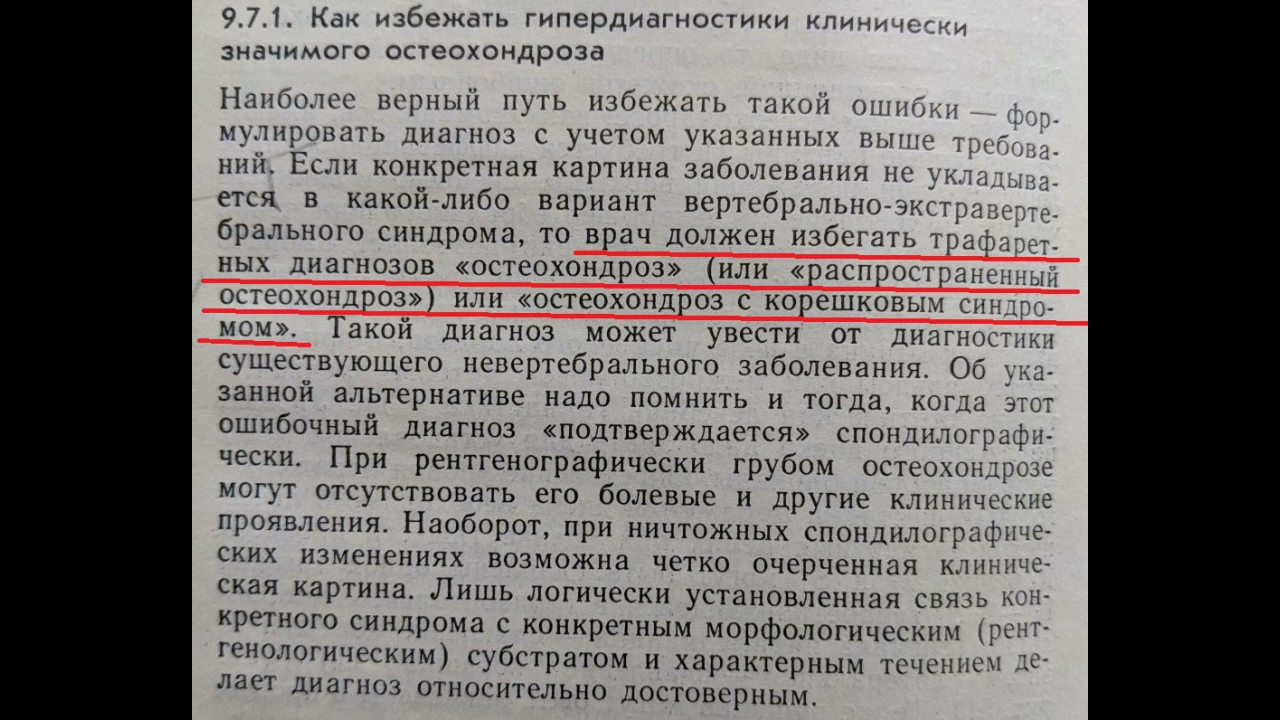 9.7.1. Как избежать гипердиагностики клинически
значимого остеохондроза
Наиболее верный путь избежать такой ошибки — фор-
мулировать диагноз с учетом указанных выше требова-
ний. Если конкретная картина заболевания не укладыва-
ется в какой-либо вариант вертебрально-экстраверте-
брального синдрома, то врач должен избегать трафарет-
ных диагнозов «остеохондроз» (или «распространенный
остеохондроз») или «остеохондроз с корешковым синдро-
мом». Такой диагноз может увести от диагностики
существующего невертебрального заболевания. Об ука-
занной альтернативе надо помнить и тогда, когда этот
ошибочный диагноз «подтверждается» спондилографи-
чески. При рентгенографически грубом остеохондрозе
могут отсутствовать его болевые и другие клинические
проявления. Наоборот, при ничтожных спондилографиче-
ских изменениях возможна четко очерченная клиниче-
ская картина. Лишь логически установленная связь кон-
кретного синдрома с конкретным морфологическим (рент-
генологическим) субстратом и характерным течением де-
лает диагноз относительно достоверным.